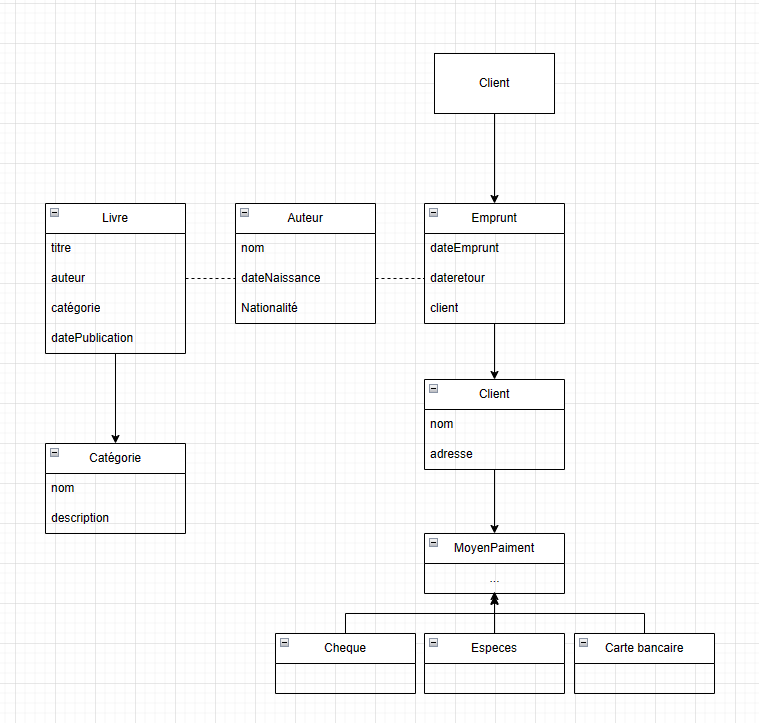 Client
Livre
titre
auteur
catégorie
datePublication
Auteur
nom
dateNaissance
Nationalité
Emprunt
dateEmprunt
dateretour
client
Client
nom
adresse
Catégorie
nom
description
MoyenPaiment
...
Cheque
Especes
Carte bancaire